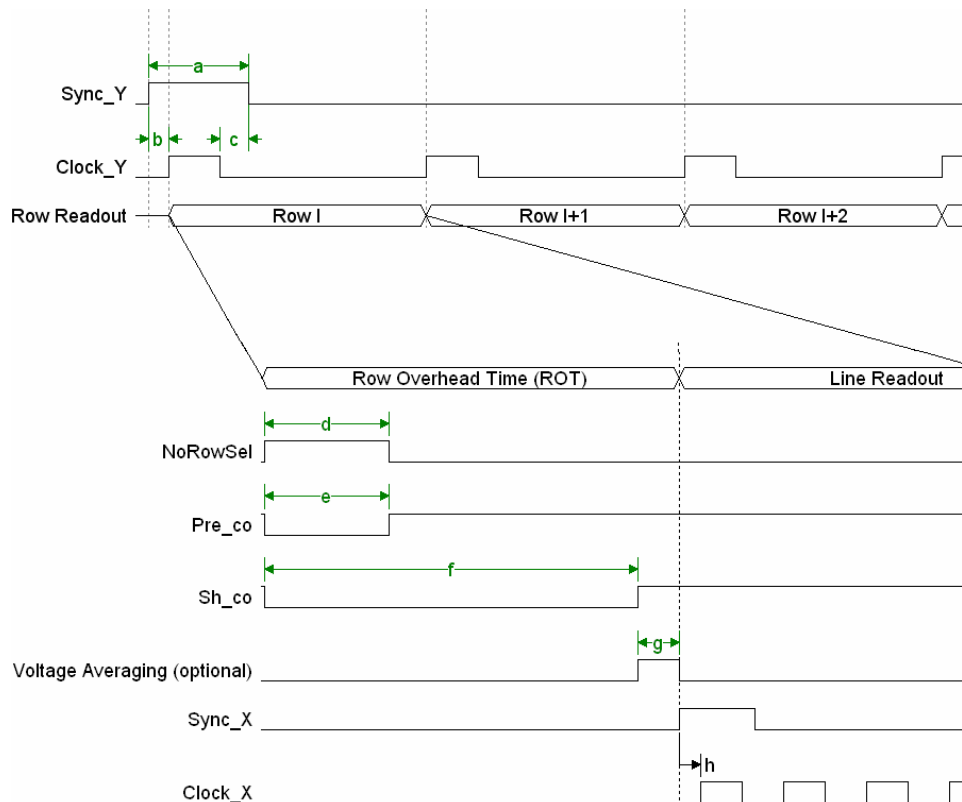 a
Sync_Y
b
c
Clock_Y
Row Readout
Row I
Row I+1
Row I+2
Row Overhead Time (ROT)
Line Readout
d
NoRowSel
e
Pre_co
f
Sh_co
g
Voltage Averaging (optional)
Sync_X
h
Clock_X